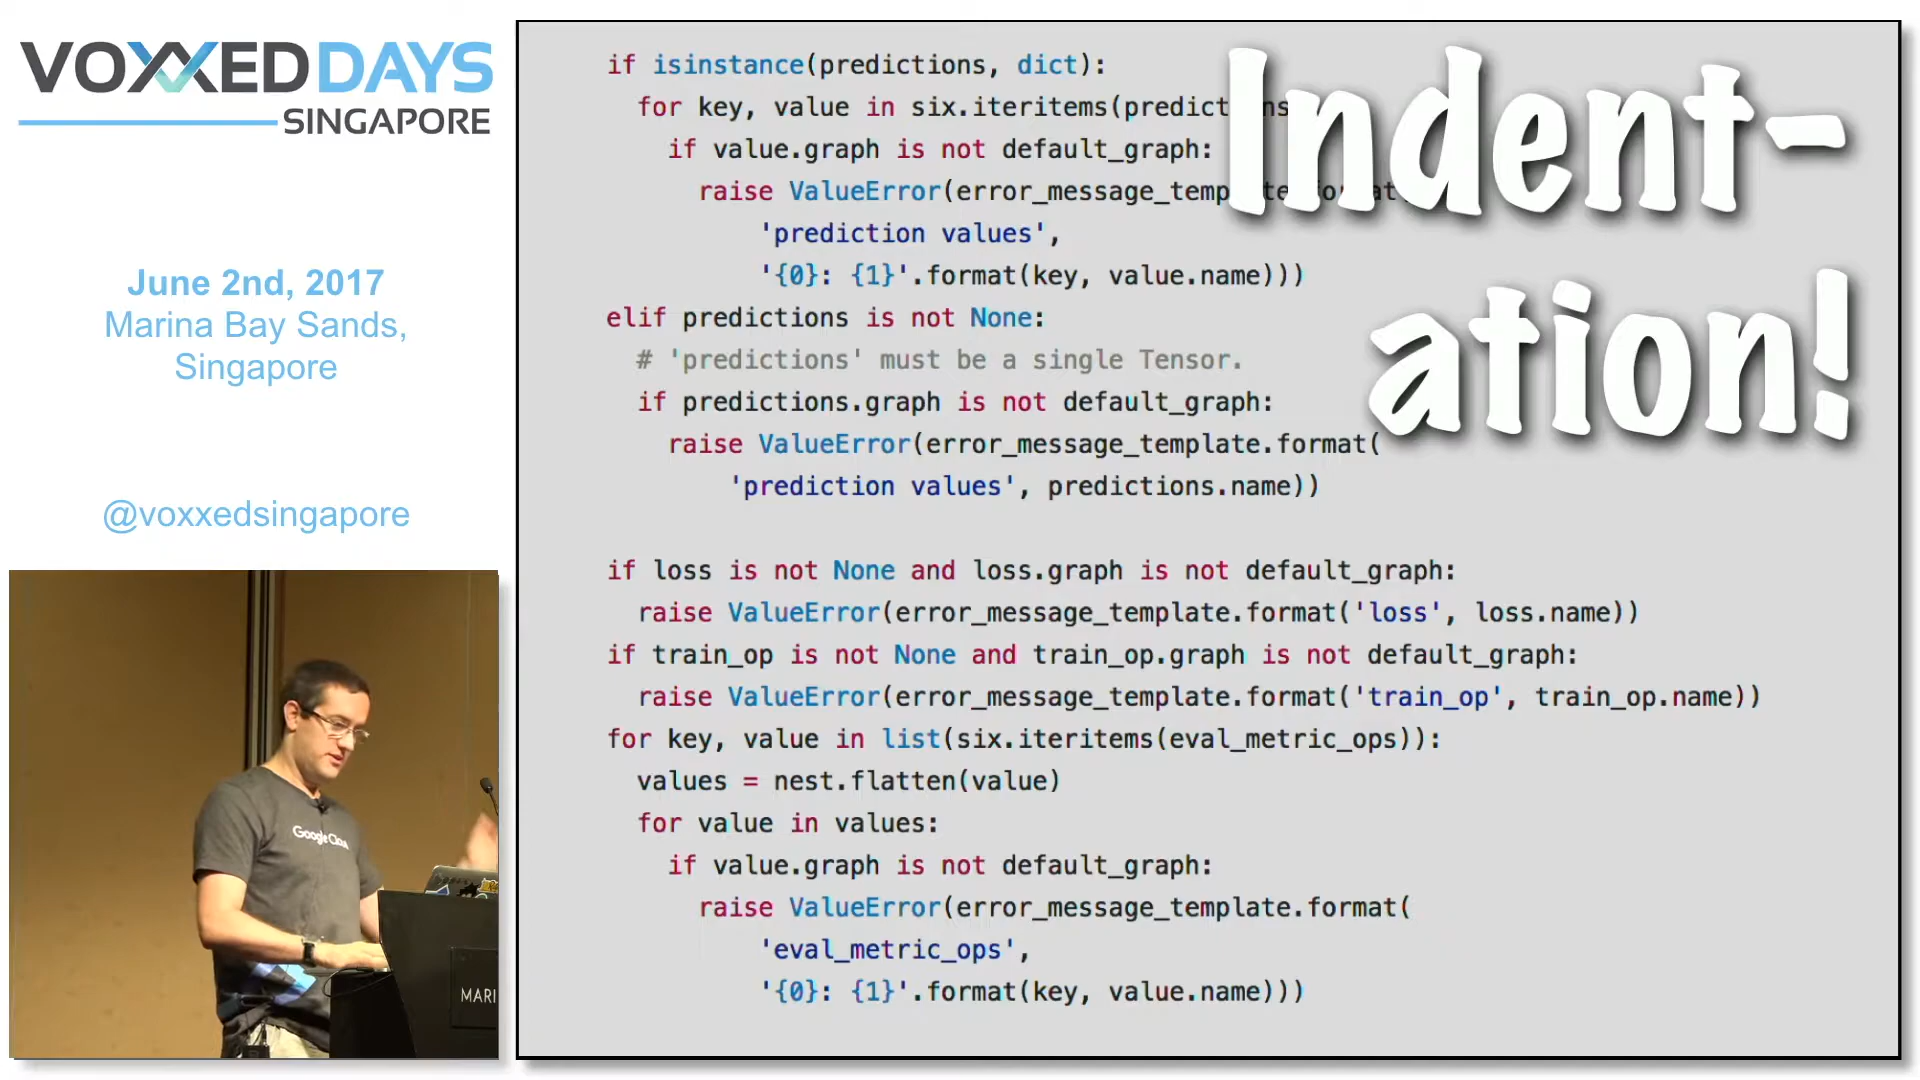 VOXXED DAYS
SINGAPORE
June 2nd, 2017
Marina Bay Sands,
Singapore
@voxxedsingapore
Google Cloud
MARI
Indent-
ation!
if isinstance(predictions, dict):
for key, value in six.iteritems(predictions
if value.graph is not default_graph:
raise ValueError(error_message_template.format(
'prediction values',
'{0}: {1}'.format(key, value.name)))
elif predictions is not None:
# 'predictions' must be a single Tensor.
if predictions.graph is not default_graph:
raise ValueError(error_message_template.format(
'prediction values', predictions.name))
if loss is not None and loss.graph is not default_graph:
raise ValueError(error_message_template.format('loss', loss.name))
if train_op is not None and train_op.graph is not default_graph:
raise ValueError(error_message_template.format('train_op', train_op.name))
for key, value in list(six.iteritems(eval_metric_ops)):
values = nest.flatten(value)
for value in values:
if value.graph is not default_graph:
raise ValueError(error_message_template.format(
'eval_metric_ops',
'{0}: {1}'.format(key, value.name)))